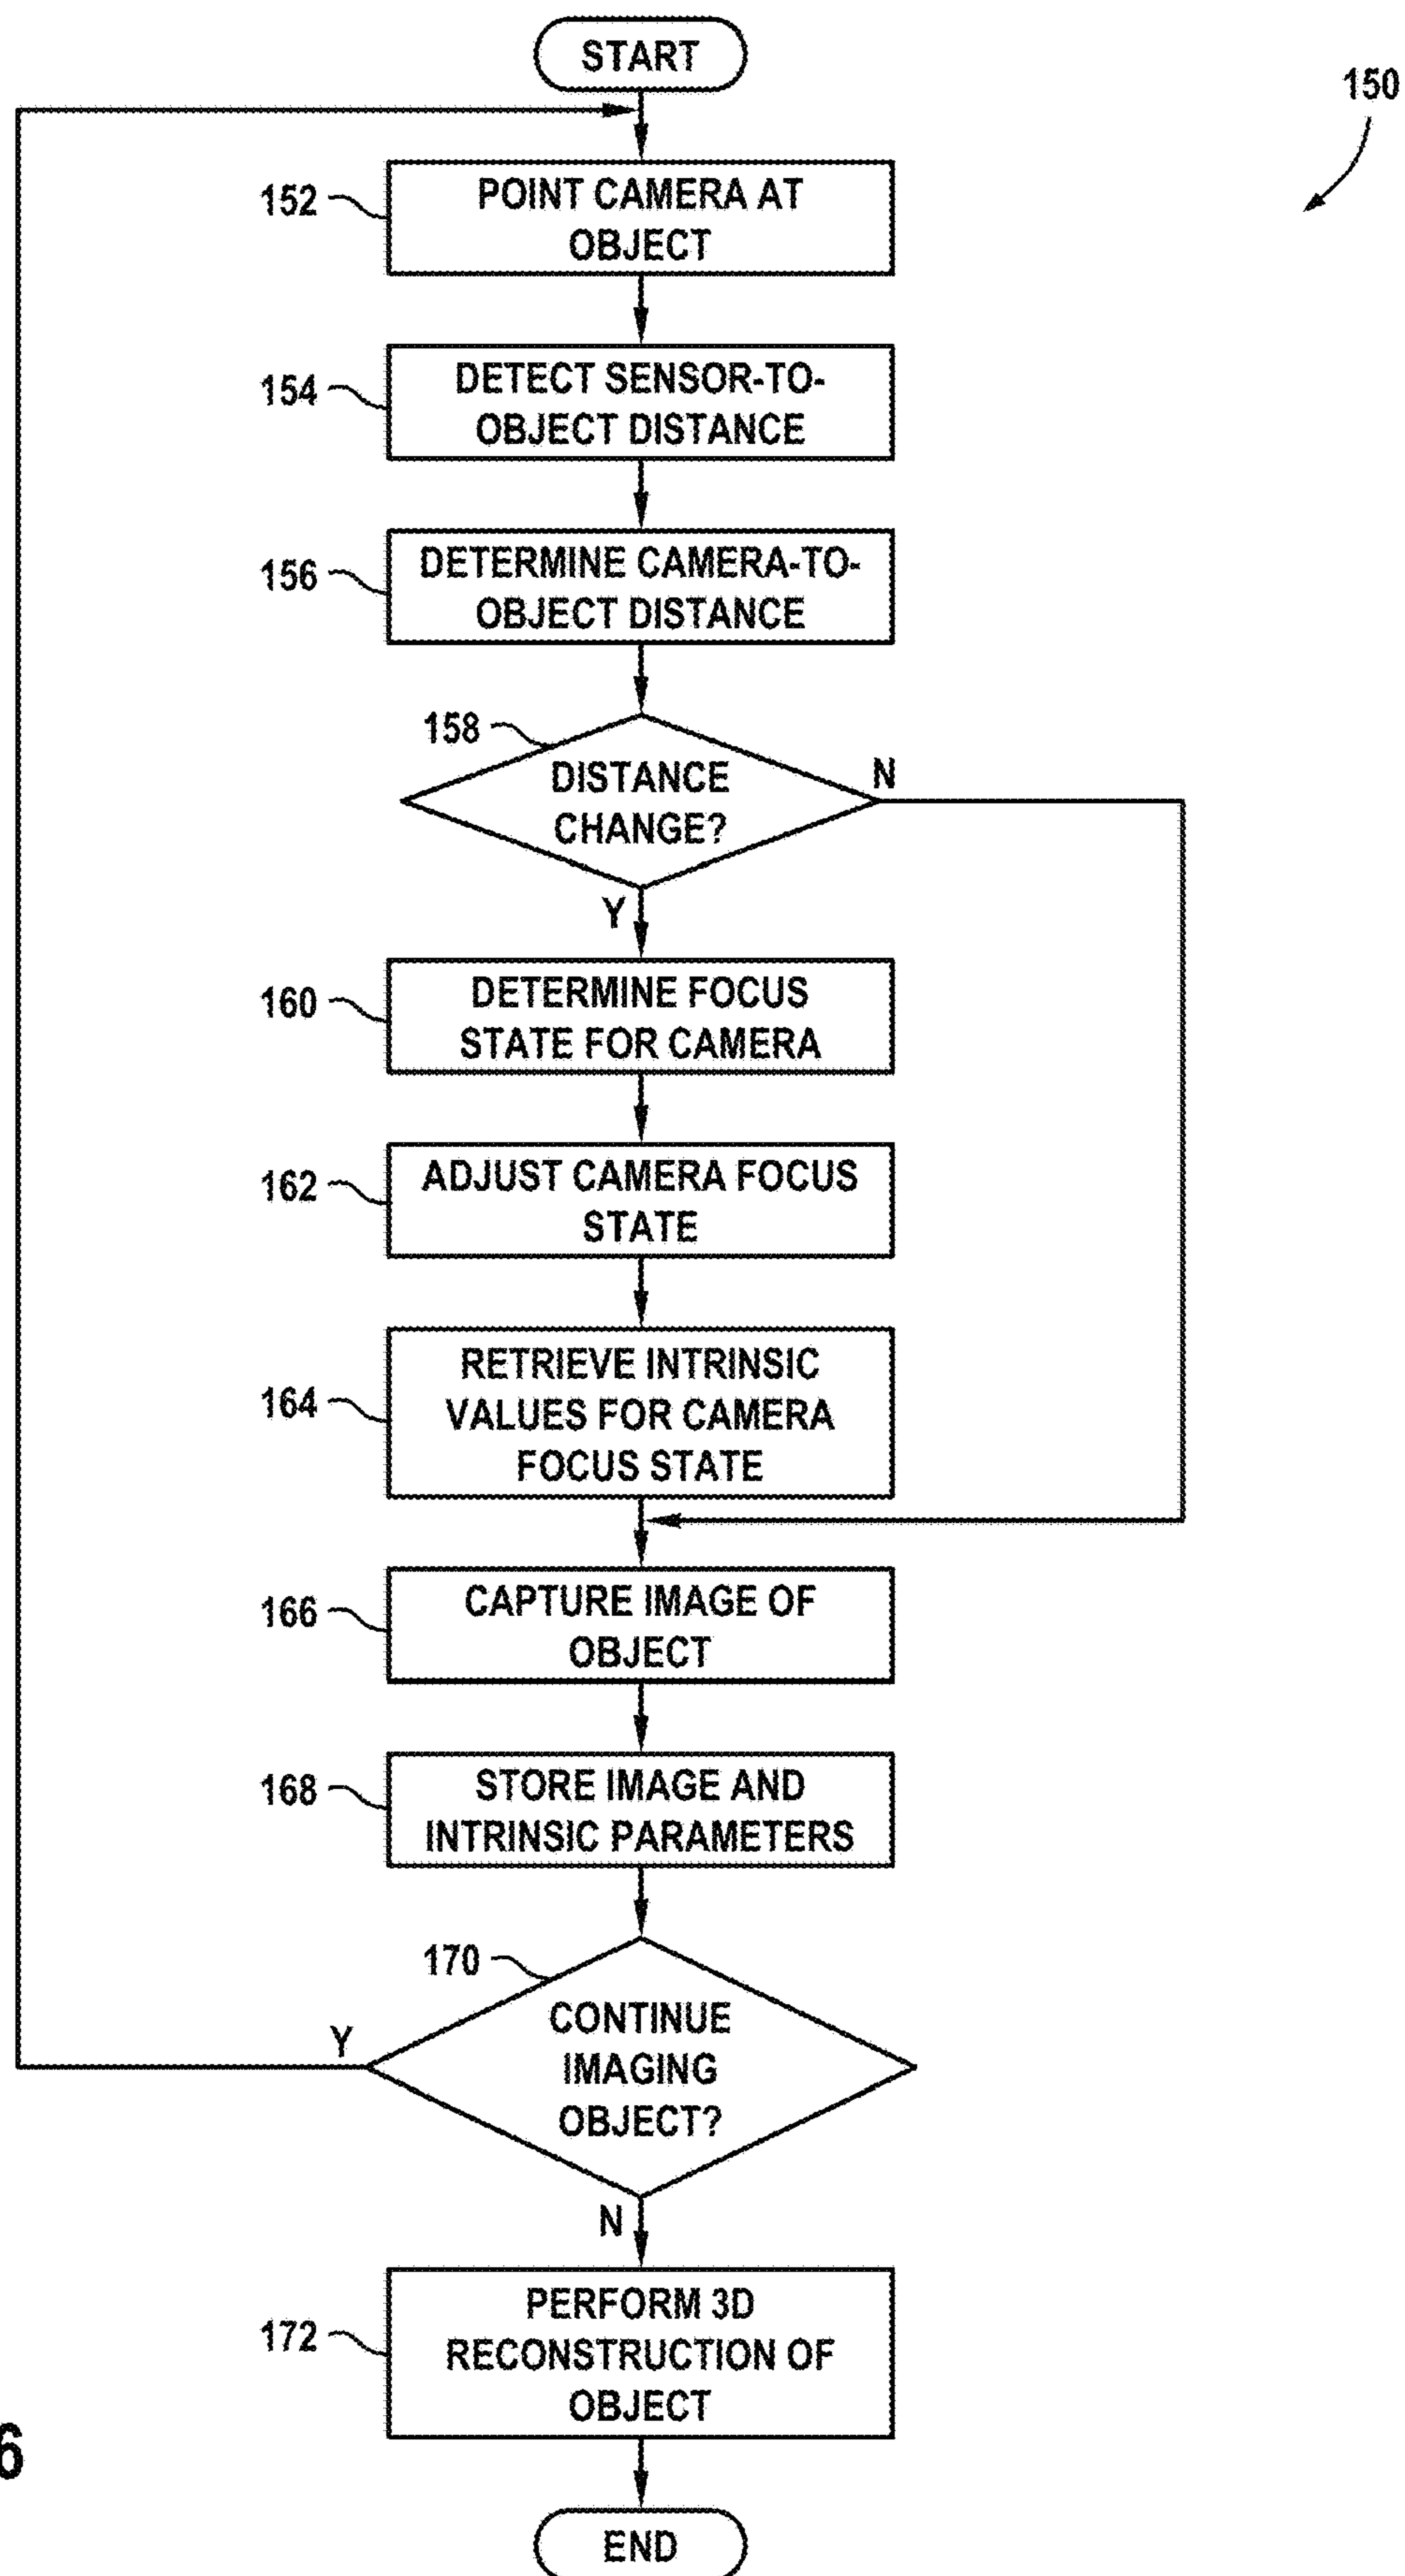 START
150
152
POINT CAMERA AT
OBJECT
154
DETECT SENSOR-TO-
OBJECT DISTANCE
156
DETERMINE CAMERA-TO-
OBJECT DISTANCE
158
DISTANCE
CHANGE?
N
Y
160
DETERMINE FOCUS
STATE FOR CAMERA
162
ADJUST CAMERA FOCUS
STATE
164
RETRIEVE INTRINSIC
VALUES FOR CAMERA
FOCUS STATE
166
CAPTURE IMAGE OF
OBJECT
168
STORE IMAGE AND
INTRINSIC PARAMETERS
170
CONTINUE
IMAGING
OBJECT?
Y
N
172
PERFORM 3D
RECONSTRUCTION OF
OBJECT
6
END